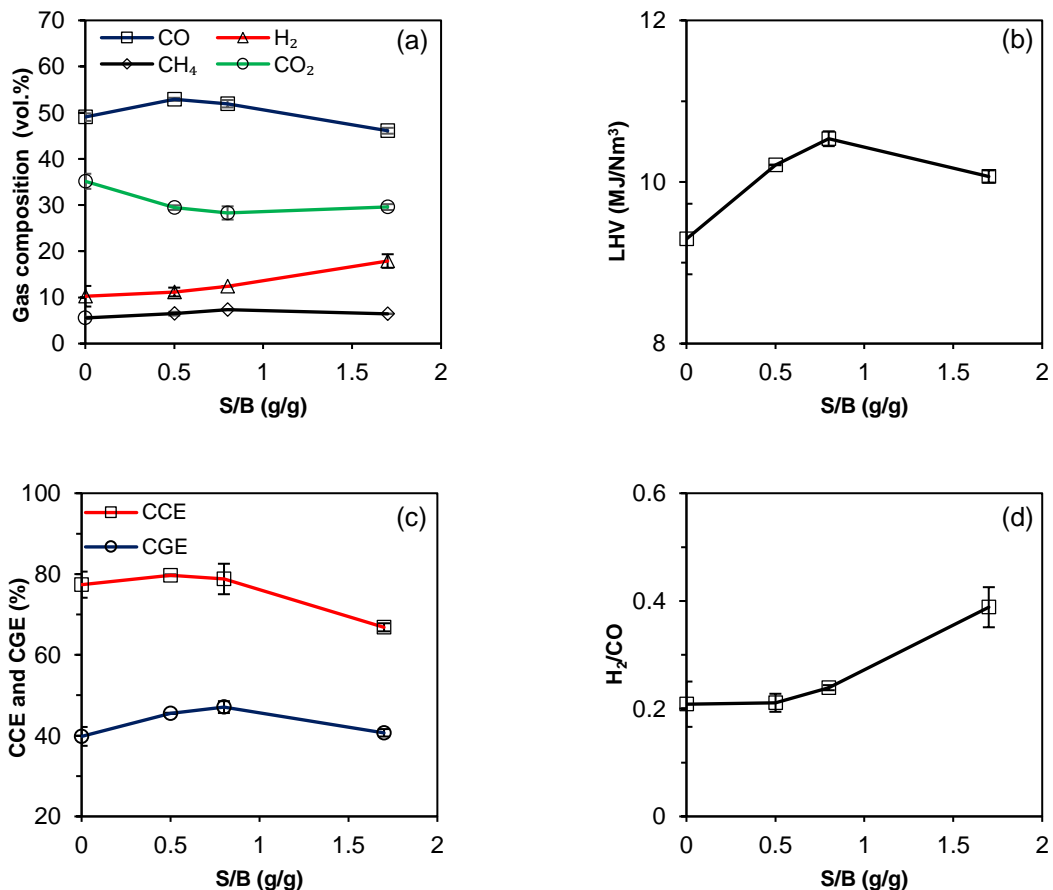 (a)
CO
H₂
CH₄
CO₂
70
60
50
40
30
20
10
0
Gas composition (vol.%)
0 0.5 1 1.5 2
S/B (g/g)
(b)
12
10
8
LHV (MJ/Nm³)
0 0.5 1 1.5 2
S/B (g/g)
(c)
CCE
CGE
100
80
60
40
20
CCE and CGE (%)
0 0.5 1 1.5 2
S/B (g/g)
(d)
0.6
0.4
0.2
0
H₂/CO
0 0.5 1 1.5 2
S/B (g/g)